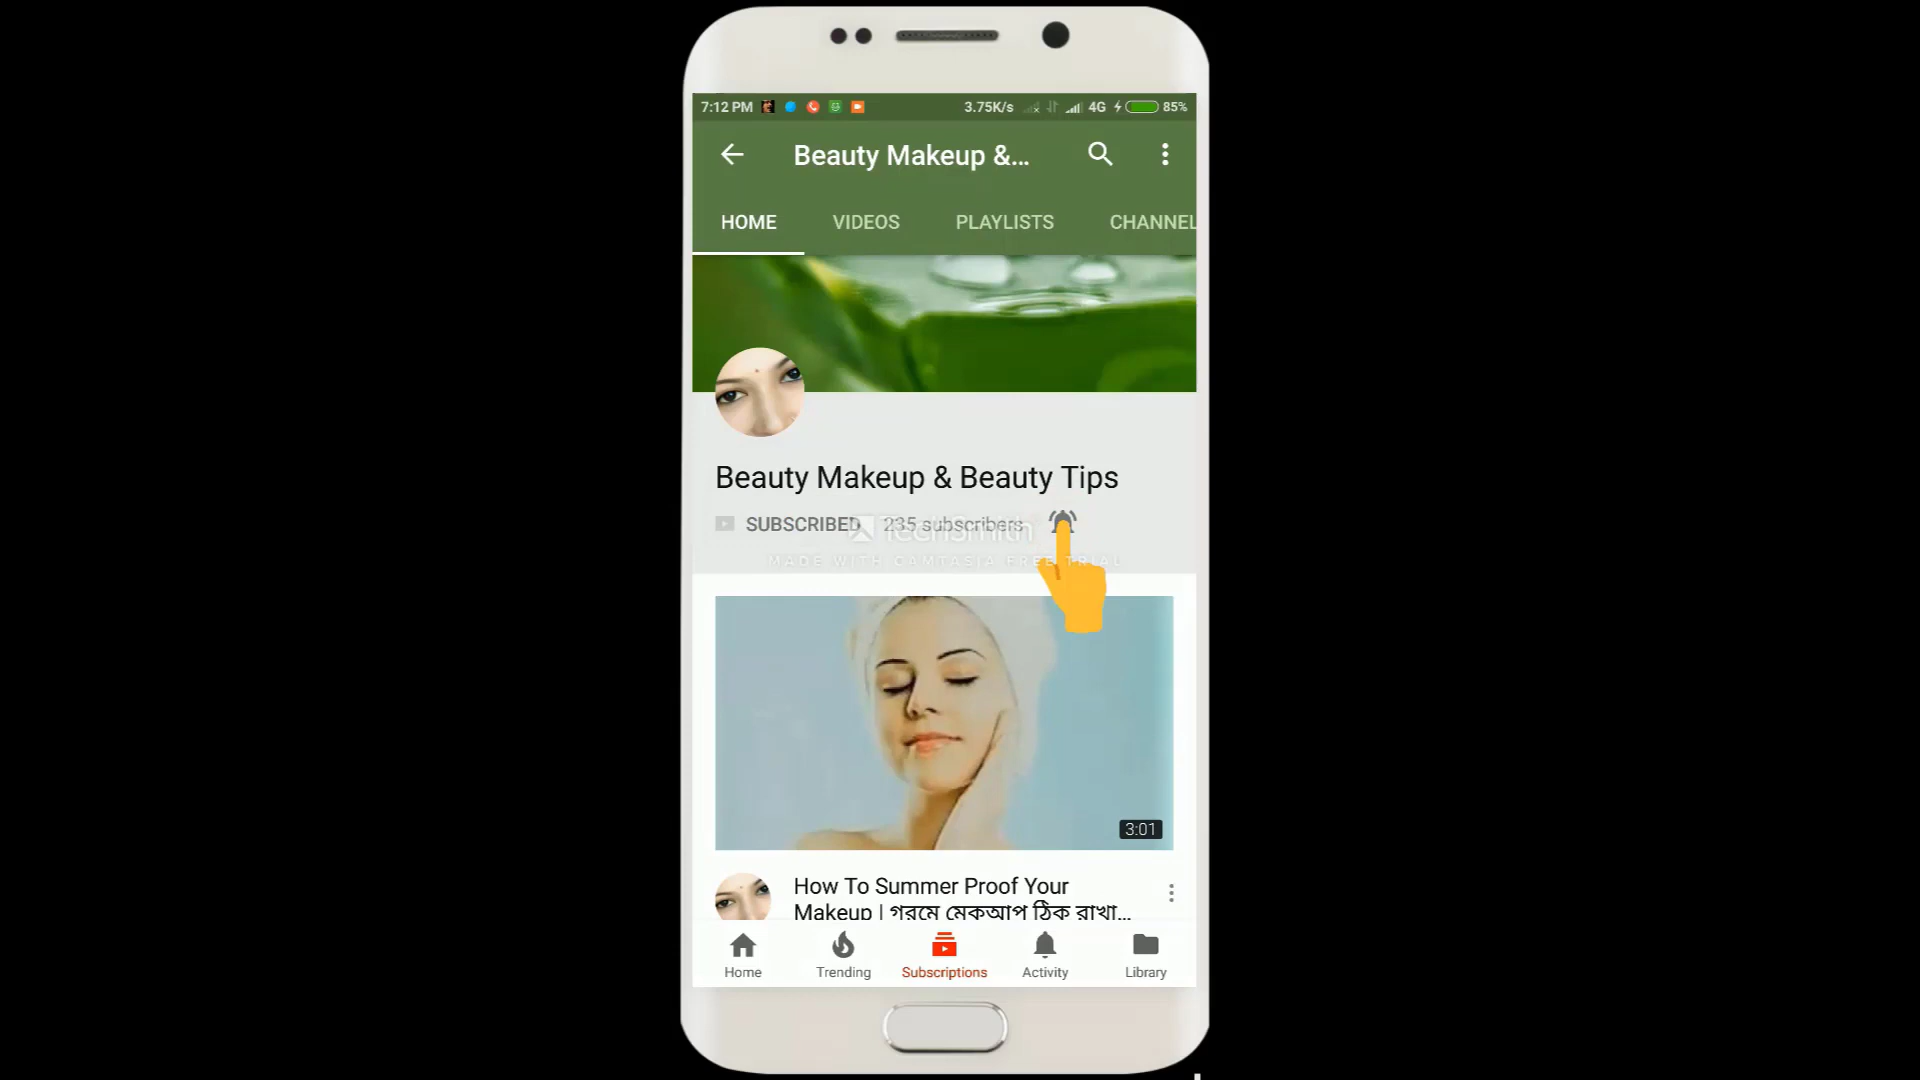 7:12 PM 3.75K/s 4G 85%
Beauty Makeup &...
HOME VIDEOS PLAYLISTS CHANNEL
Beauty Makeup & Beauty Tips
SUBSCRIBED 235 subscribers
TechSmith
MADE WITH CAMTASIA FREE TRIAL
3:01
How To Summer Proof Your
Makeup | গরমে মেকআপ ঠিক রাখা...
Home Trending Subscriptions Activity Library